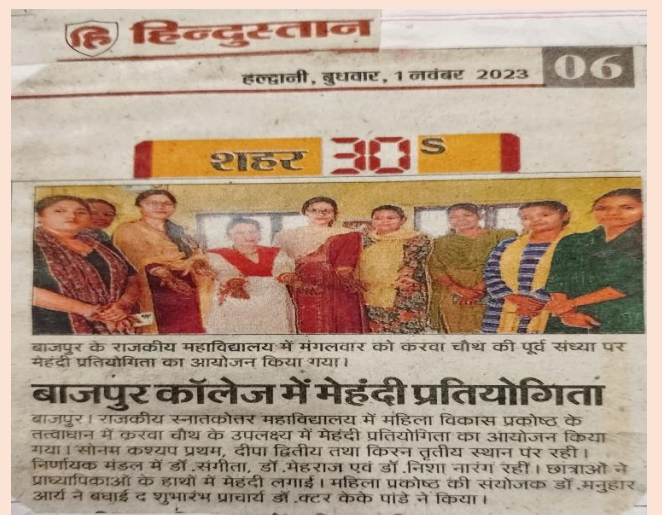 हि हिन्दुस्तान
हल्द्वानी, बुधवार, 1 नवंबर 2023 06
शहर 30 S
बाजपुर के राजकीय महाविद्यालय में मंगलवार को करवा चौथ की पूर्व संध्या पर
मेहंदी प्रतियोगिता का आयोजन किया गया।
बाजपुर कॉलेज में मेहंदी प्रतियोगिता
बाजपुर। राजकीय स्नातकोत्तर महाविद्यालय में महिला विकास प्रकोष्ठ के
तत्वाधान में करवा चौथ के उपलक्ष्य में मेहंदी प्रतियोगिता का आयोजन किया
गया। सोनम कश्यप प्रथम, दीपा द्वितीय तथा किरन तृतीय स्थान पर रही।
निर्णायक मंडल में डॉ.संगीता, डॉ.मेहराज एवं डॉ.निशा नारंग रहीं। छात्राओं ने
प्राध्यापिकाओं के हाथों में मेहंदी लगाई। महिला प्रकोष्ठ की संयोजक डॉ.मनुहार
आर्य ने बधाई द शुभारंभ प्राचार्य डॉ.क्टर केके पांडे ने किया।